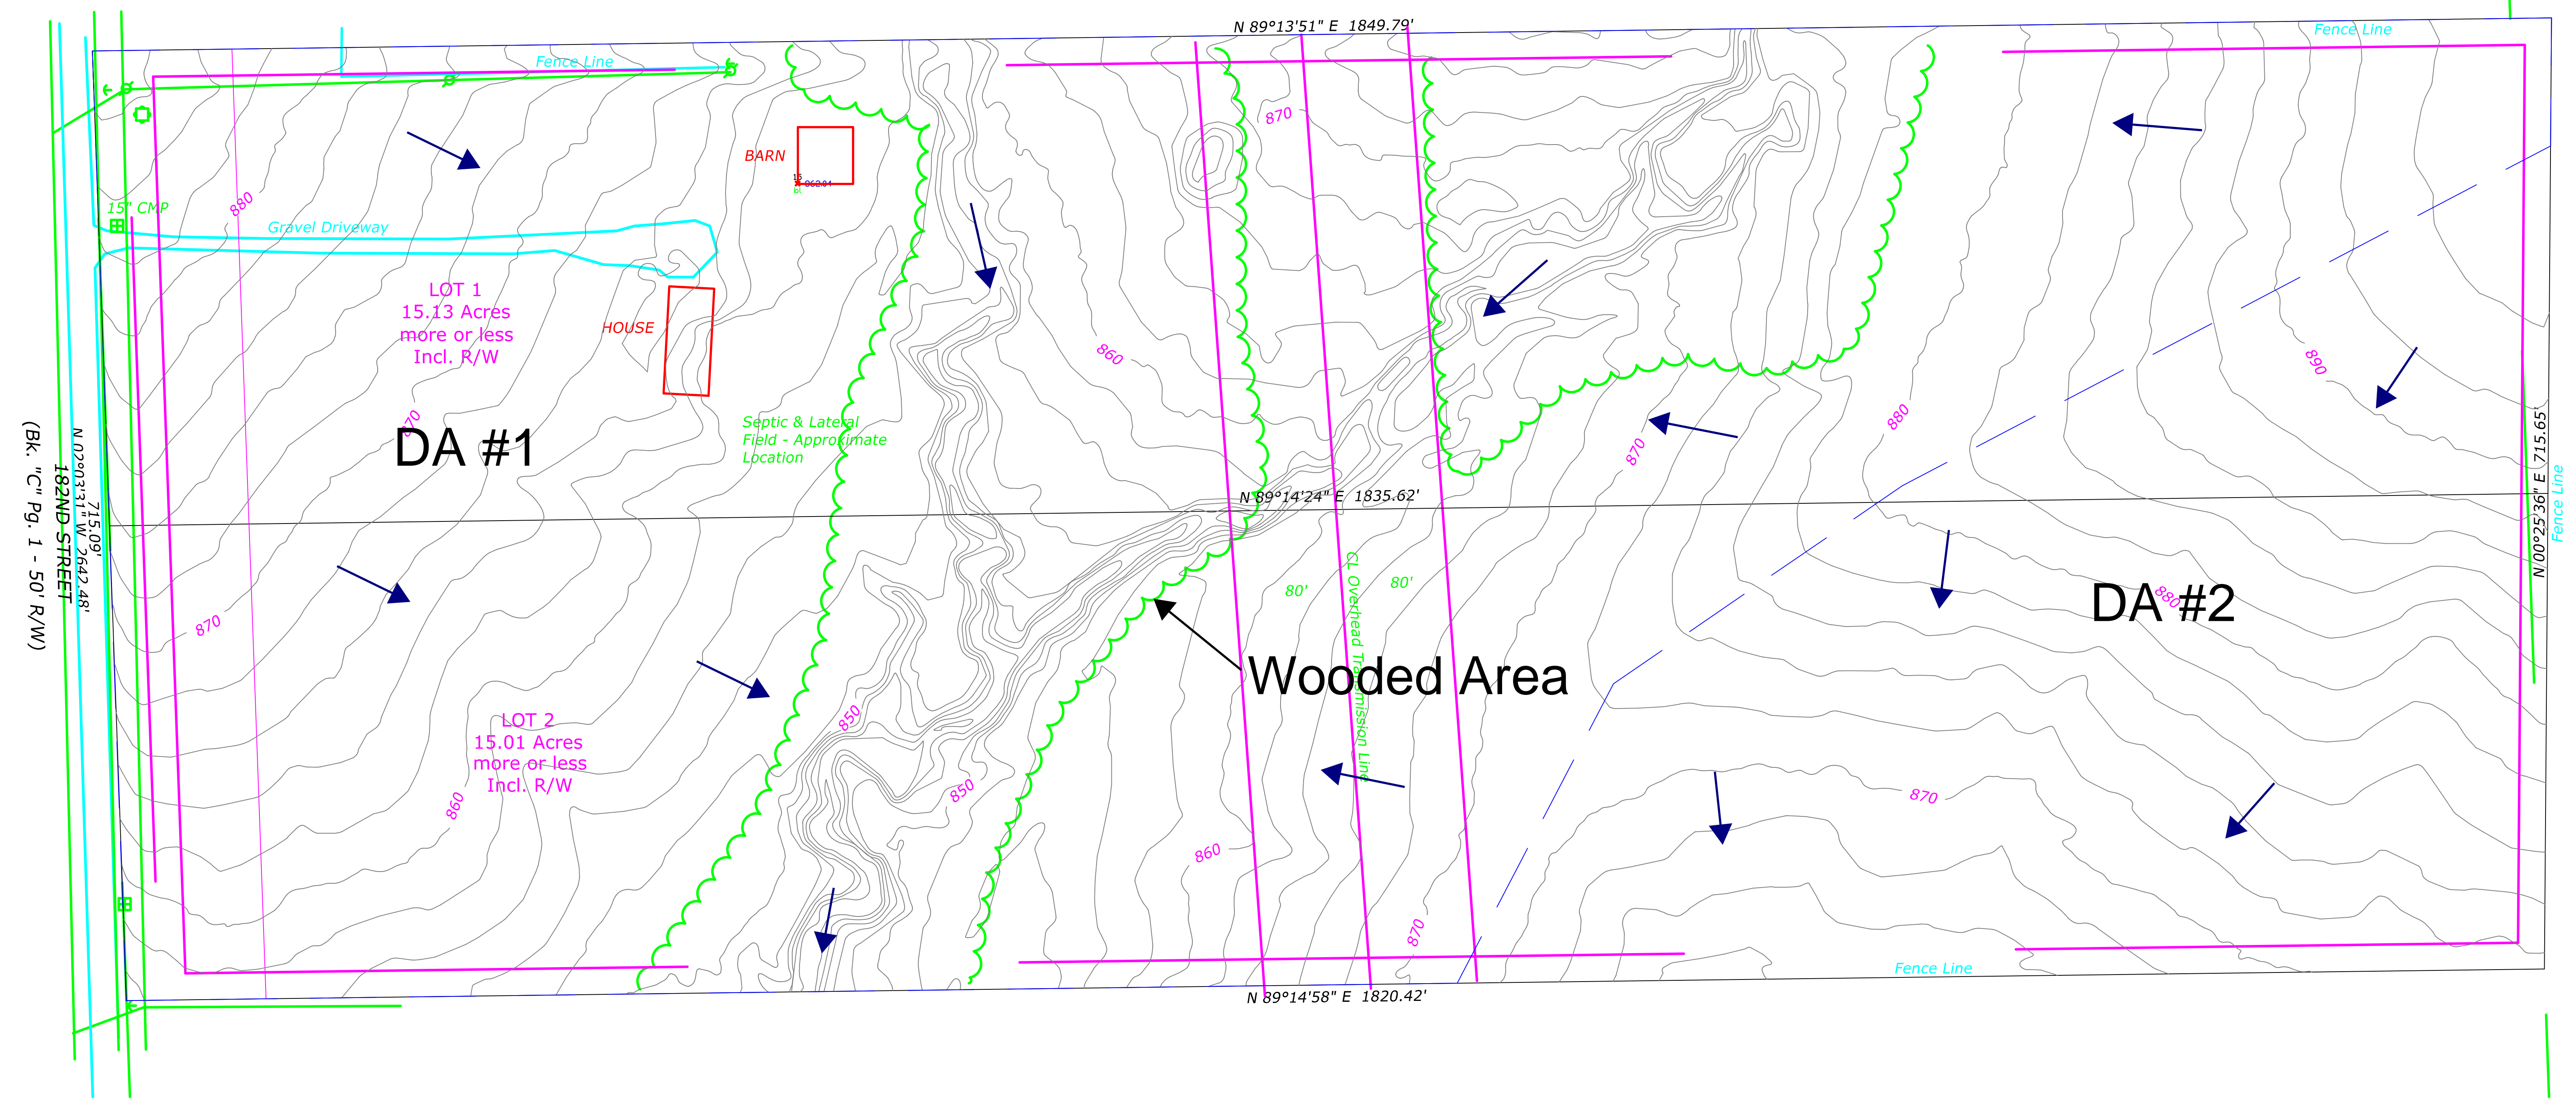 N 89°13'51" E  1849.79'
Fence Line
Fence Line
870
BARN
15
862.04
880
15" CMP
Gravel Driveway
LOT 1
15.13 Acres
more or less
Incl. R/W
HOUSE
860
890
870
DA #1
Septic & Lateral
Field - Approximate
Location
880
870
N 00°25'36" E  715.65'
Fence Line
N 89°14'24" E  1835.62'
(Bk. "C" Pg. 1 - 50' R/W)
182ND STREET
N 02°03'31" W  2642.48'
715.09'
CL Overhead Transmission Line
80'
80'
DA #2
880
870
Wooded Area
850
LOT 2
15.01 Acres
more or less
Incl. R/W
850
860
870
860
870
Fence Line
N 89°14'58" E  1820.42'